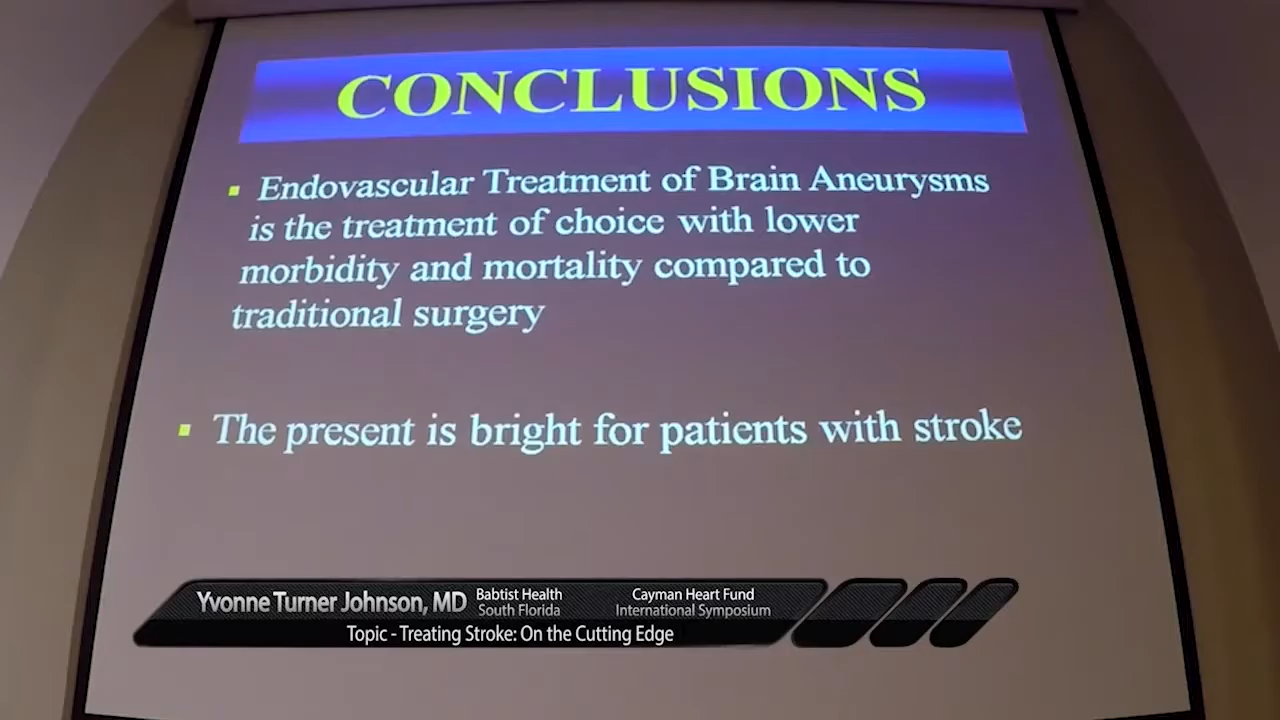 CONCLUSIONS
▪ Endovascular Treatment of Brain Aneurysms
is the treatment of choice with lower
morbidity and mortality compared to
traditional surgery
▪ The present is bright for patients with stroke
Yvonne Turner Johnson, MD
Babtist Health
South Florida
Cayman Heart Fund
International Symposium
Topic - Treating Stroke: On the Cutting Edge